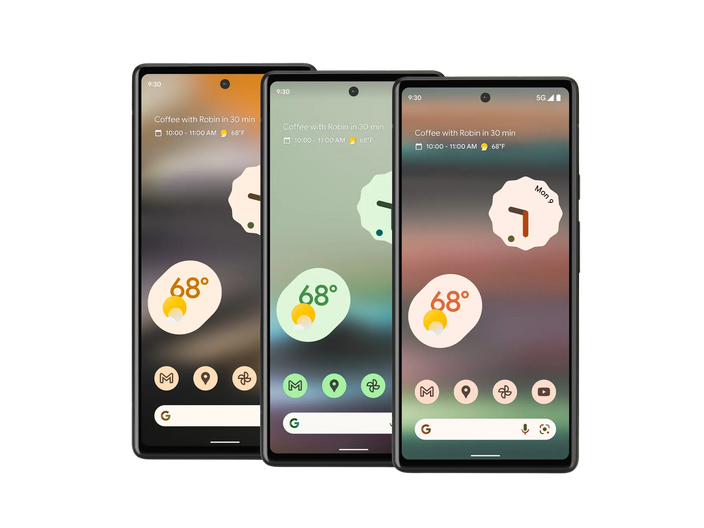 9:30
Coffee with Robin in 30 min
10:00 - 11:00 AM 68°F
68°
G
9:30
Coffee with Robin in 30 min
10:00 - 11:00 AM 68°F
68°
G
9:30
5G
Coffee with Robin in 30 min
10:00 - 11:00 AM 68°F
Mon 9
68°
G